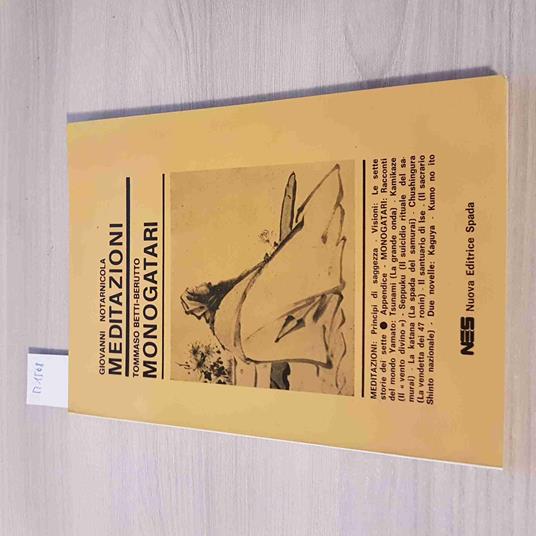 GIOVANNI NOTARNICOLA
MEDITAZIONI
TOMMASO BETTI-BERUTTO
MONOGATARI
MEDITAZIONI: Principi di saggezza - Visioni: Le sette
storie dei sette ● Appendice - MONOGATARI: Racconti
del mondo Yamato: Tsunami (La grande onda) - Kamikaze
(Il « vento divino ») - Seppuku (Il suicidio rituale del sa-
murai) - La katana (La spada del samurai) - Chushingura
(La vendetta dei 47 ronin) - Il santuario di Ise - (Il sacrario
Shinto nazionale) - Due novelle: Kaguya - Kumo no ito
NES Nuova Editrice Spada